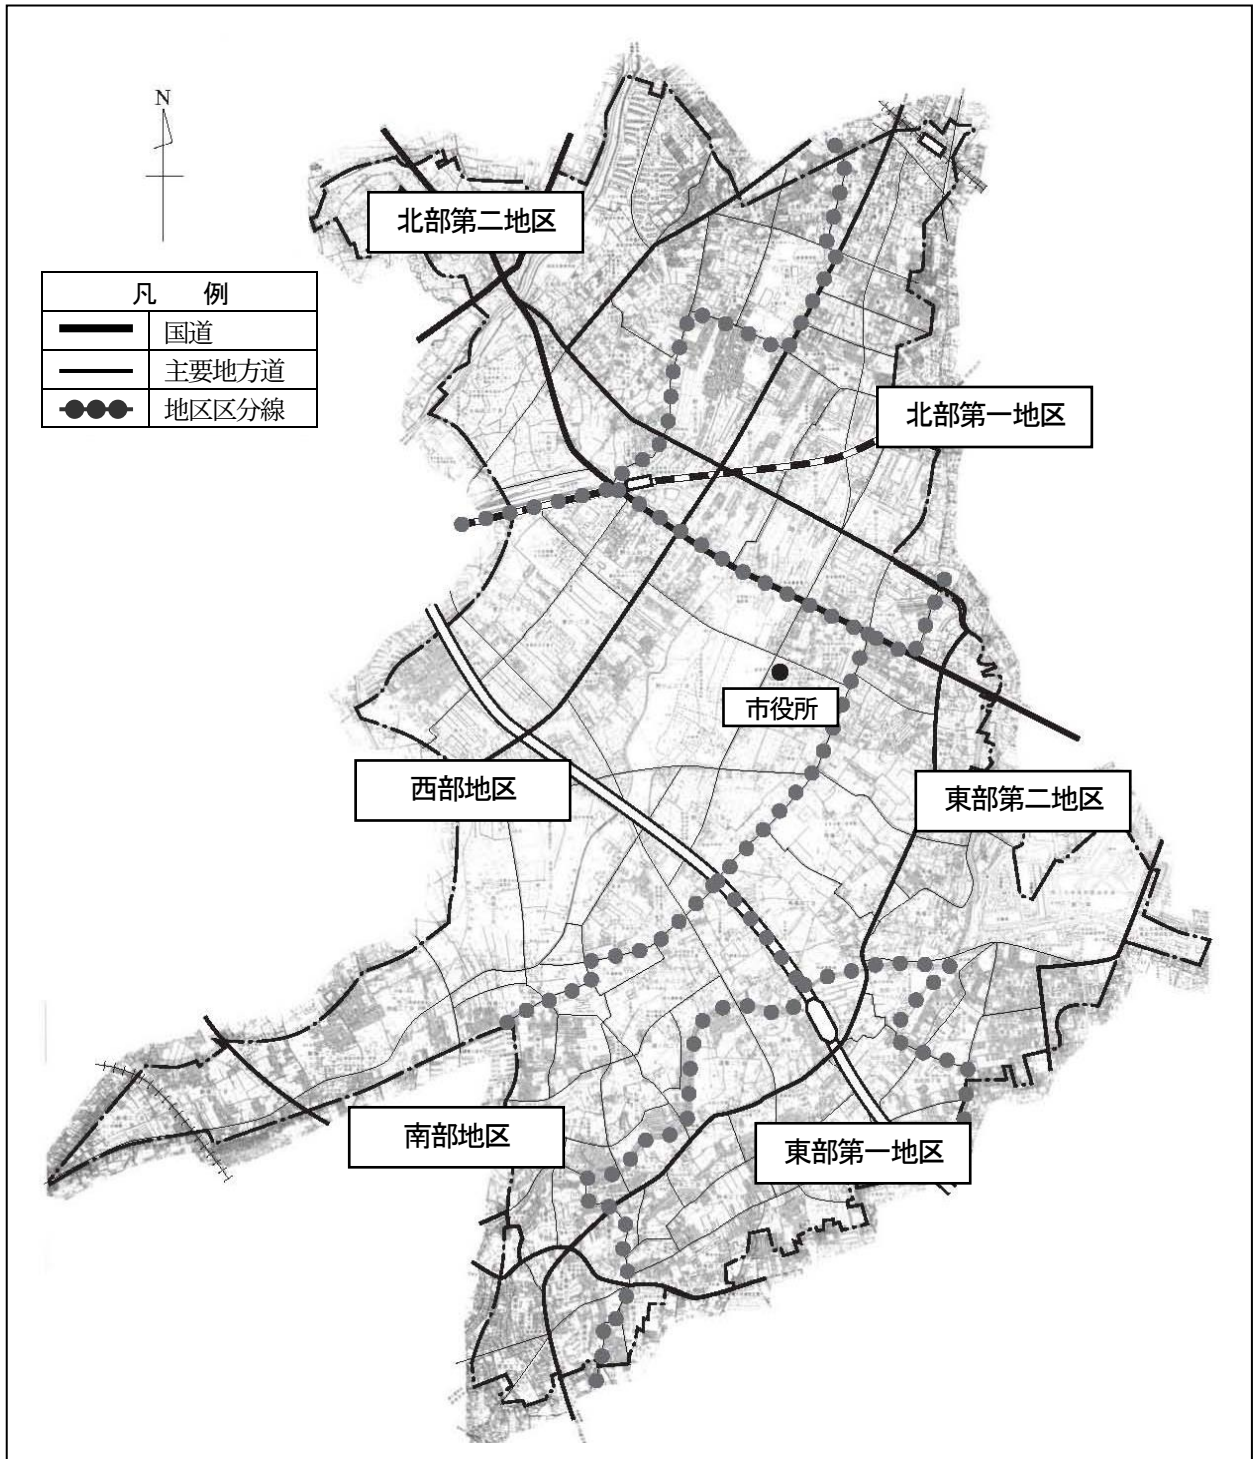 N
北部第二地区
凡 例
国道
主要地方道
地区区分線
北部第一地区
市役所
西部地区
東部第二地区
南部地区
東部第一地区